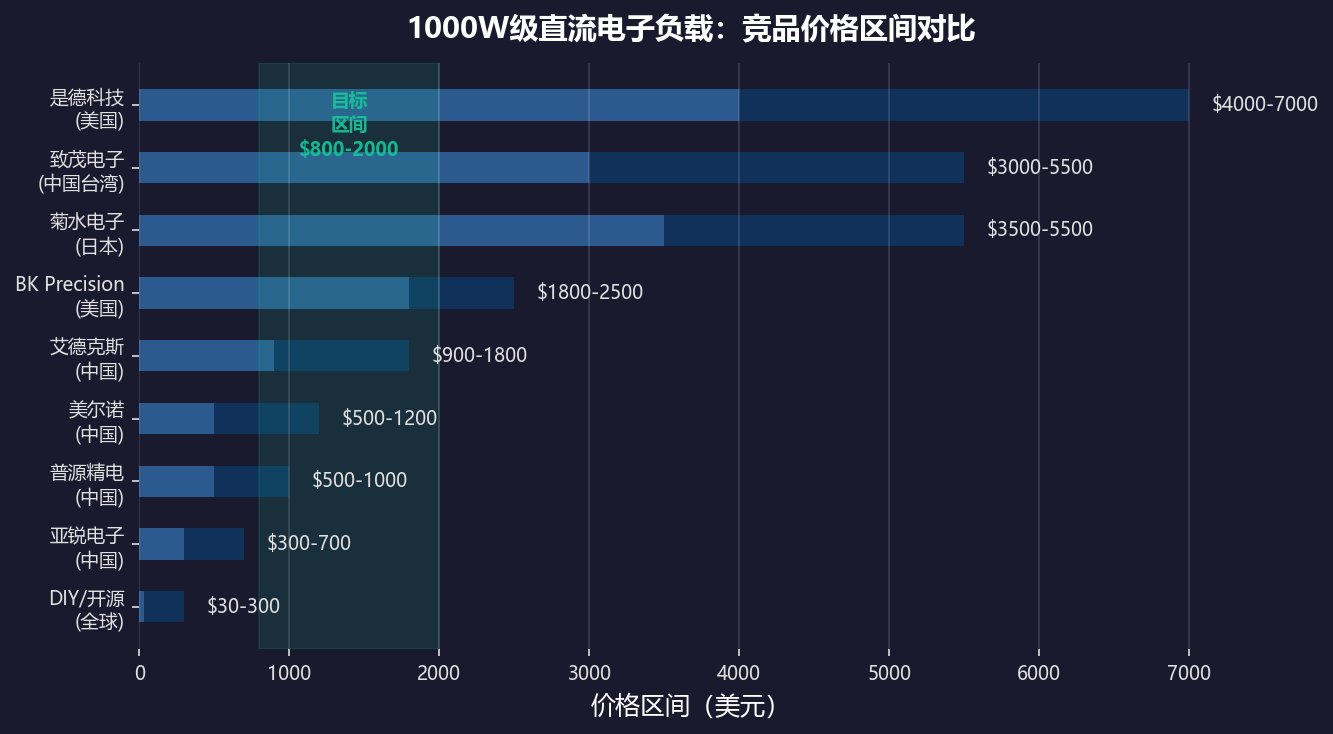 1000W级直流电子负载：竞品价格区间对比
是德科技
(美国)
$4000-7000
目标
区间
$800-2000
致茂电子
(中国台湾)
$3000-5500
菊水电子
(日本)
$3500-5500
BK Precision
(美国)
$1800-2500
艾德克斯
(中国)
$900-1800
美尔诺
(中国)
$500-1200
普源精电
(中国)
$500-1000
亚锐电子
(中国)
$300-700
DIY/开源
(全球)
$30-300
0 1000 2000 3000 4000 5000 6000 7000
价格区间（美元）